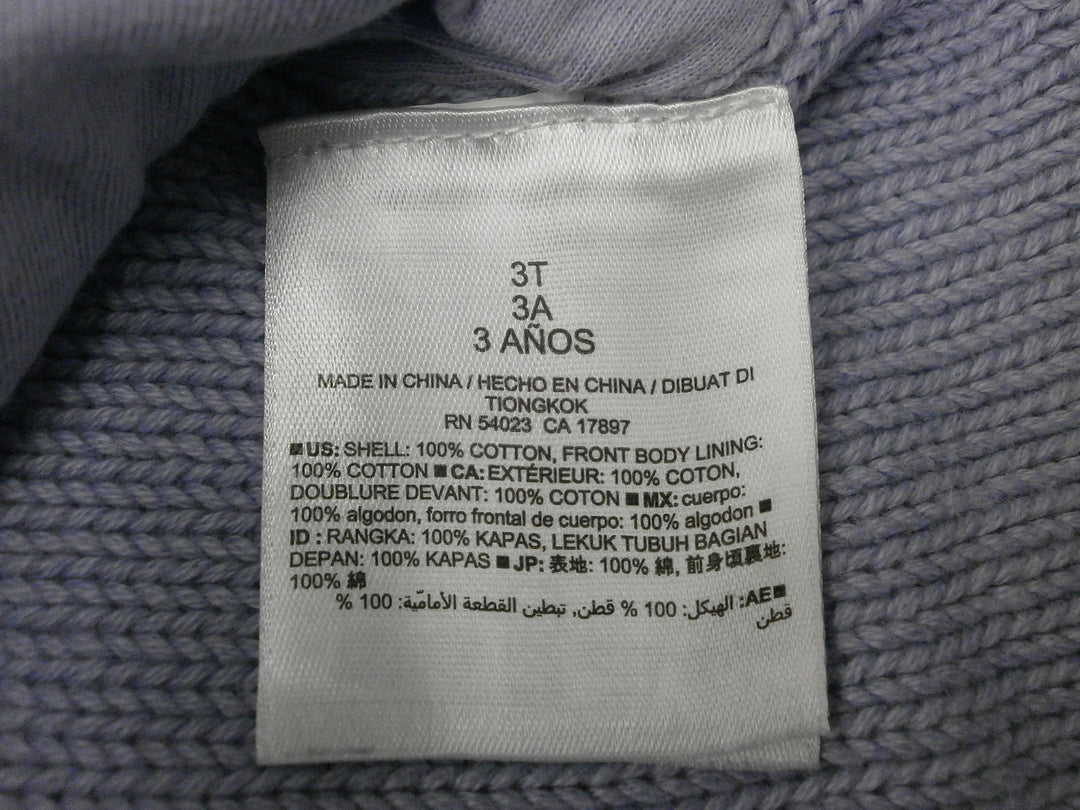 3T
3A
3 AÑOS
MADE IN CHINA / HECHO EN CHINA / DIBUAT DI
TIONGKOK
RN 54023 CA 17897
■ US: SHELL: 100% COTTON, FRONT BODY LINING:
100% COTTON ■ CA: EXTÉRIEUR: 100% COTON,
DOUBLURE DEVANT: 100% COTON ■ MX: cuerpo:
100% algodon, forro frontal de cuerpo: 100% algodon ■
ID : RANGKA: 100% KAPAS, LEKUK TUBUH BAGIAN
DEPAN: 100% KAPAS ■ JP: 表地: 100% 綿, 前身頃裏地:
100% 綿
■AE: الهيكل: 100 % قطن, تبطين القطعة الأماميّة: 100 %
قطن